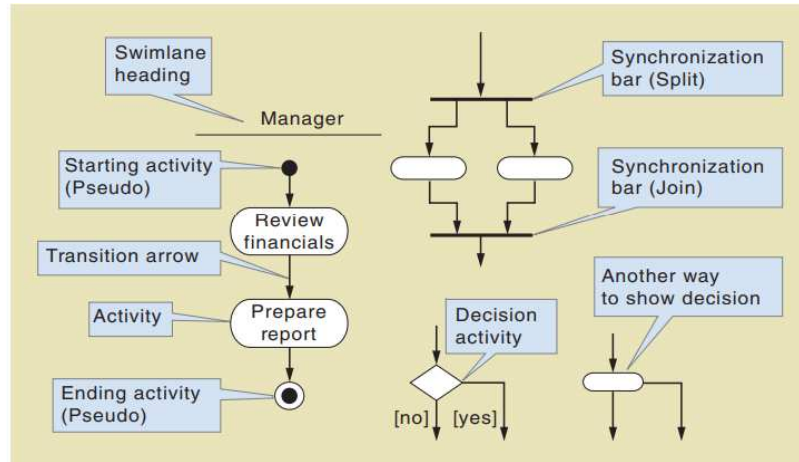 Swimlane
heading
Manager
Starting activity
(Pseudo)
Review
financials
Transition arrow
Activity
Prepare
report
Ending activity
(Pseudo)
Synchronization
bar (Split)
Synchronization
bar (Join)
Decision
activity
[no]
[yes]
Another way
to show decision